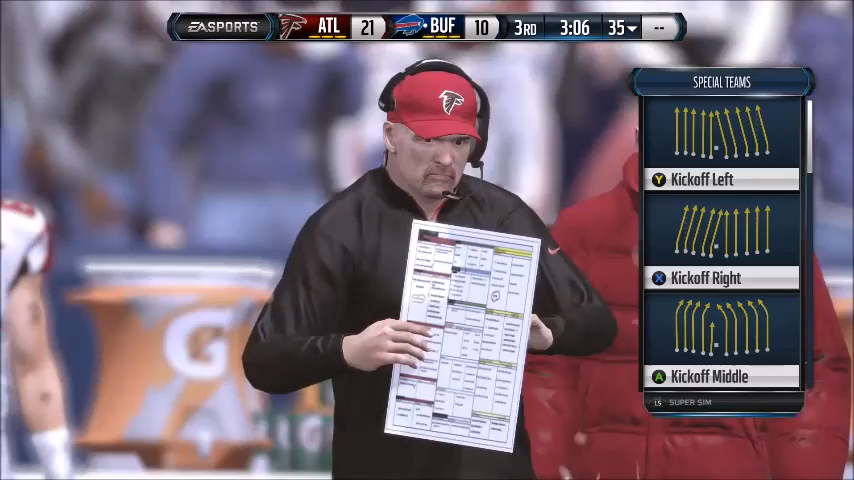 EA SPORTS ATL 21 BUF 10 3RD 3:06 35 --
SPECIAL TEAMS
Y Kickoff Left
X Kickoff Right
A Kickoff Middle
LS SUPER SIM
G